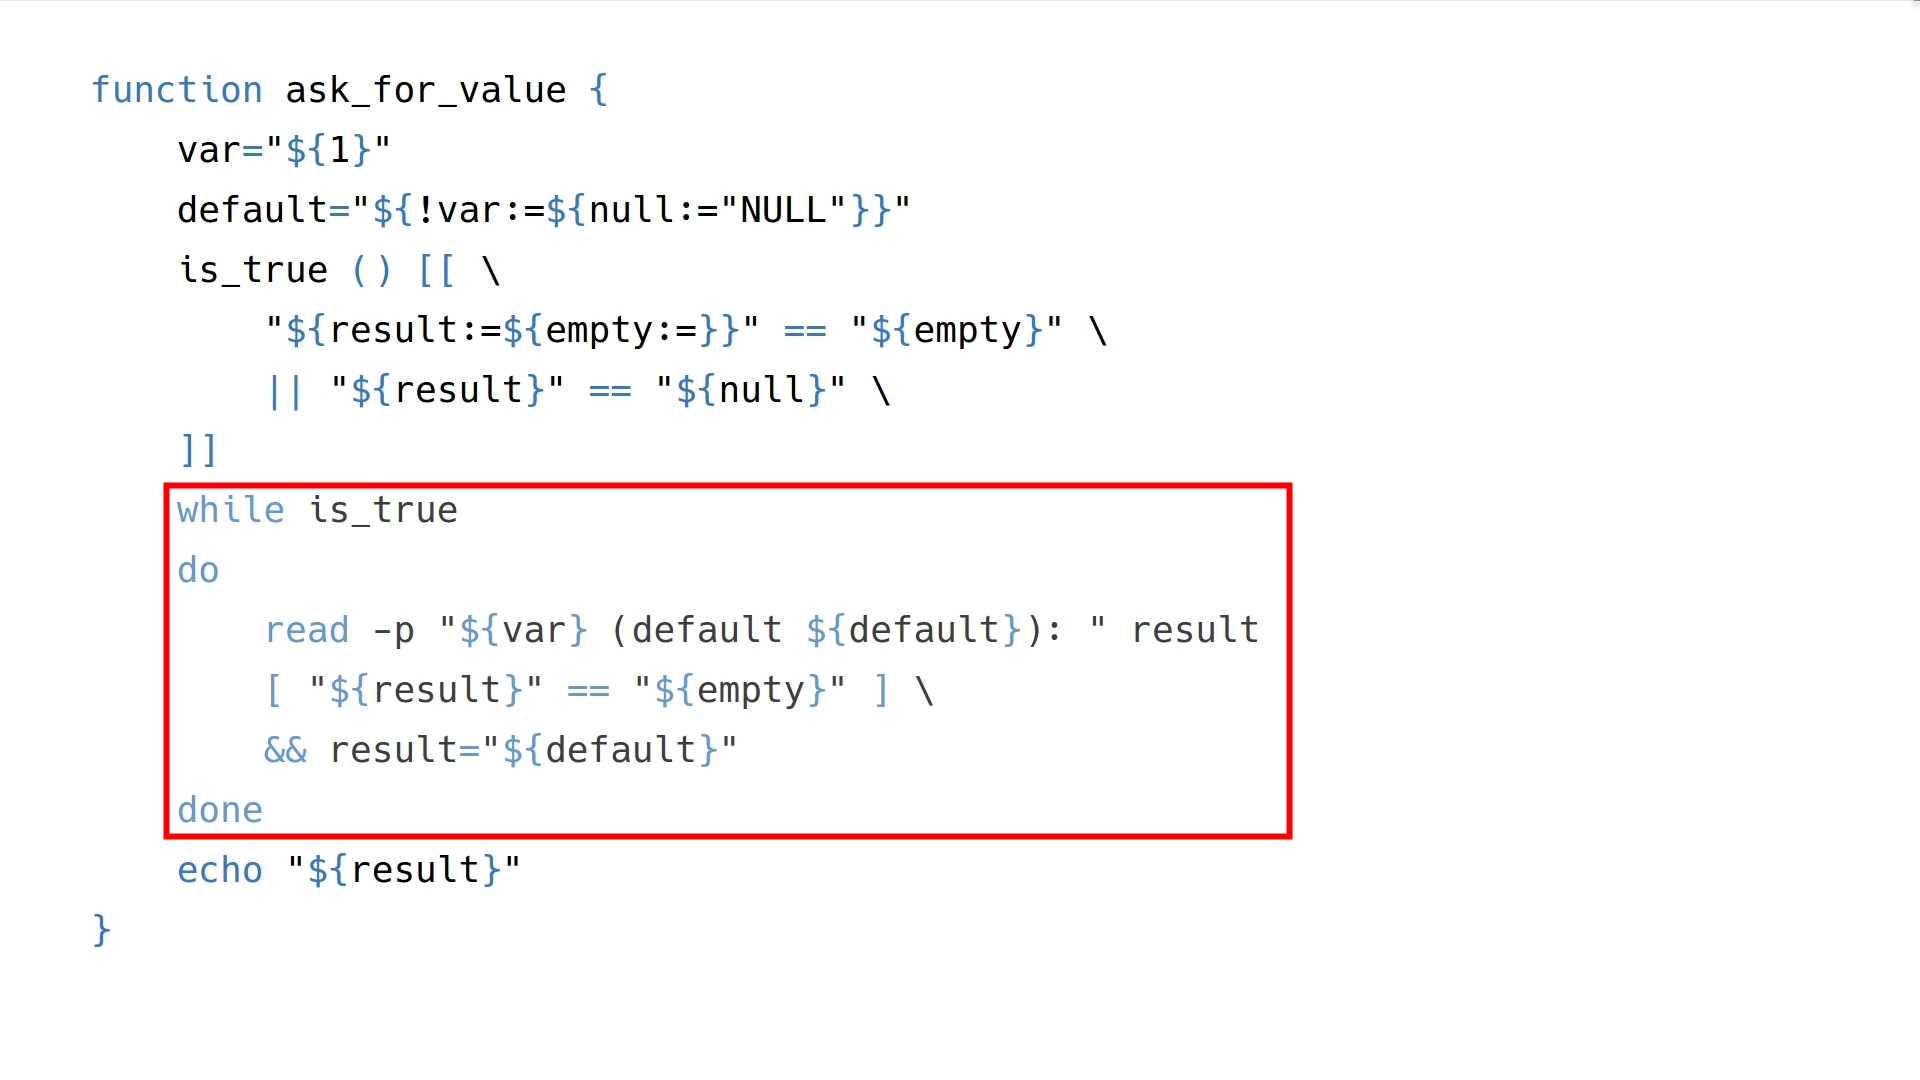 function ask_for_value {
    var="${1}"
    default="${!var:=${null:="NULL"}}"
    is_true () [[ \
        "${result:=${empty:=}}" == "${empty}" \
        || "${result}" == "${null}" \
    ]]
    while is_true
    do
        read -p "${var} (default ${default}): " result
        [ "${result}" == "${empty}" ] \
        && result="${default}"
    done
    echo "${result}"
}